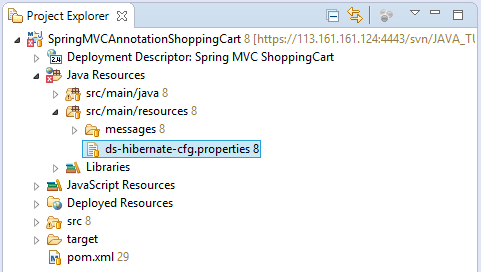 Project Explorer
SpringMVCAnnotationShoppingCart 8 [https://113.161.161.124:4443/svn/JAVA_TU
Deployment Descriptor: Spring MVC ShoppingCart
Java Resources
src/main/java 8
src/main/resources 8
messages 8
ds-hibernate-cfg.properties 8
Libraries
JavaScript Resources
Deployed Resources
src 8
target
pom.xml 29